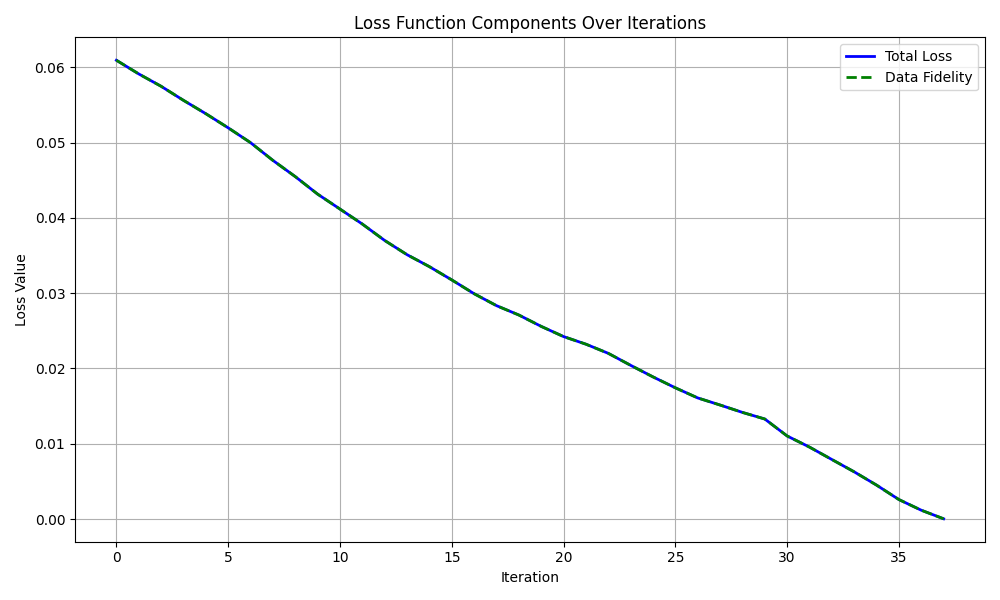 Loss Function Components Over Iterations
Total Loss
Data Fidelity
0.06
0.05
0.04
0.03
0.02
0.01
0.00
Loss Value
0 5 10 15 20 25 30 35
Iteration